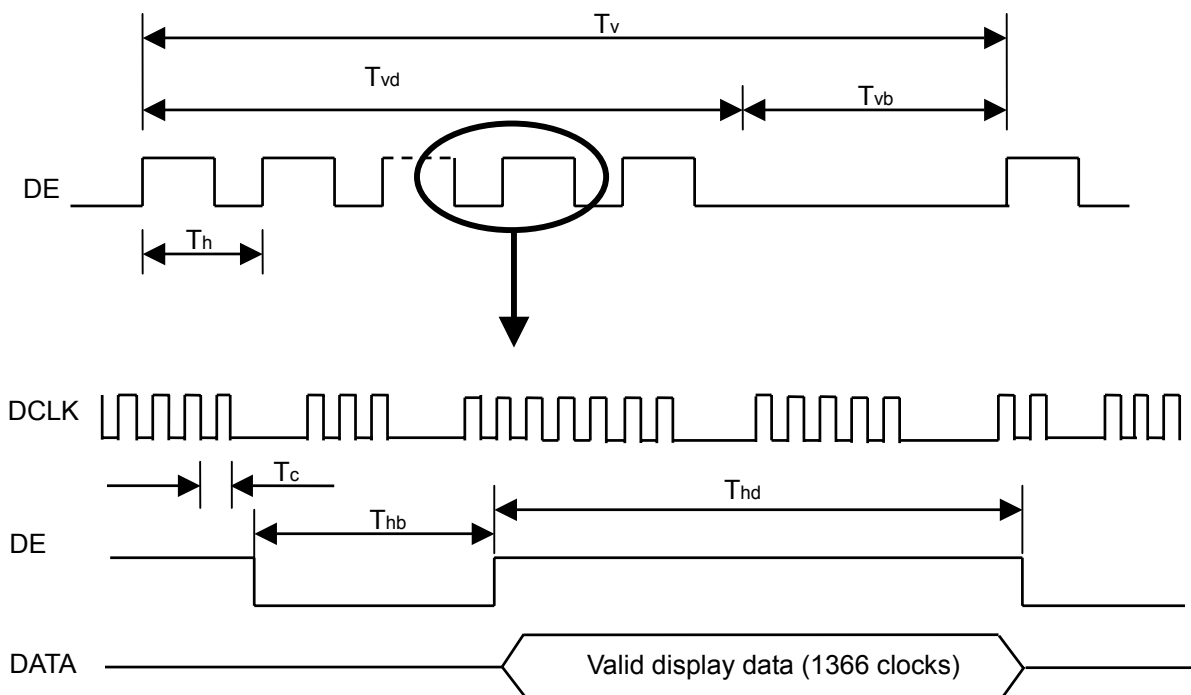 Tv
Tvd
Tvb
DE
Th
DCLK
Tc
Thd
Thb
DE
DATA
Valid display data (1366 clocks)